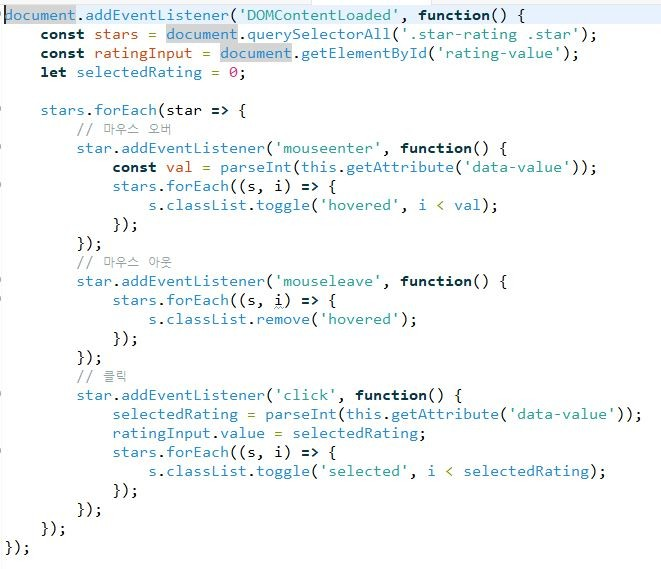 document.addEventListener('DOMContentLoaded', function() {
    const stars = document.querySelectorAll('.star-rating .star');
    const ratingInput = document.getElementById('rating-value');
    let selectedRating = 0;

    stars.forEach(star => {
        // 마우스 오버
        star.addEventListener('mouseenter', function() {
            const val = parseInt(this.getAttribute('data-value'));
            stars.forEach((s, i) => {
                s.classList.toggle('hovered', i < val);
            });
        });
        // 마우스 아웃
        star.addEventListener('mouseleave', function() {
            stars.forEach((s, i) => {
                s.classList.remove('hovered');
            });
        });
        // 클릭
        star.addEventListener('click', function() {
            selectedRating = parseInt(this.getAttribute('data-value'));
            ratingInput.value = selectedRating;
            stars.forEach((s, i) => {
                s.classList.toggle('selected', i < selectedRating);
            });
        });
    });
});